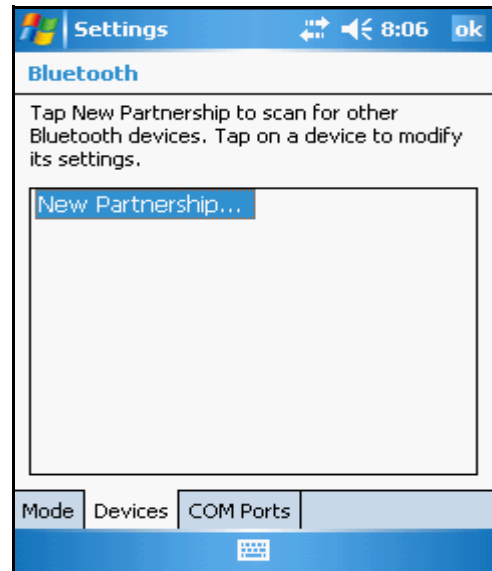 Settings 8:06 ok
Bluetooth
Tap New Partnership to scan for other
Bluetooth devices. Tap on a device to modify
its settings.
New Partnership...
Mode Devices COM Ports